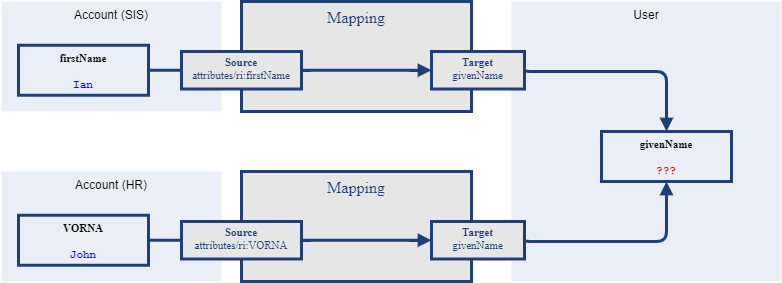 Account (SIS)
Mapping
User
firstName
Ian
Source
attributes/ri:firstName
Target
givenName
givenName
???
Account (HR)
Mapping
VORNA
John
Source
attributes/ri:VORNA
Target
givenName